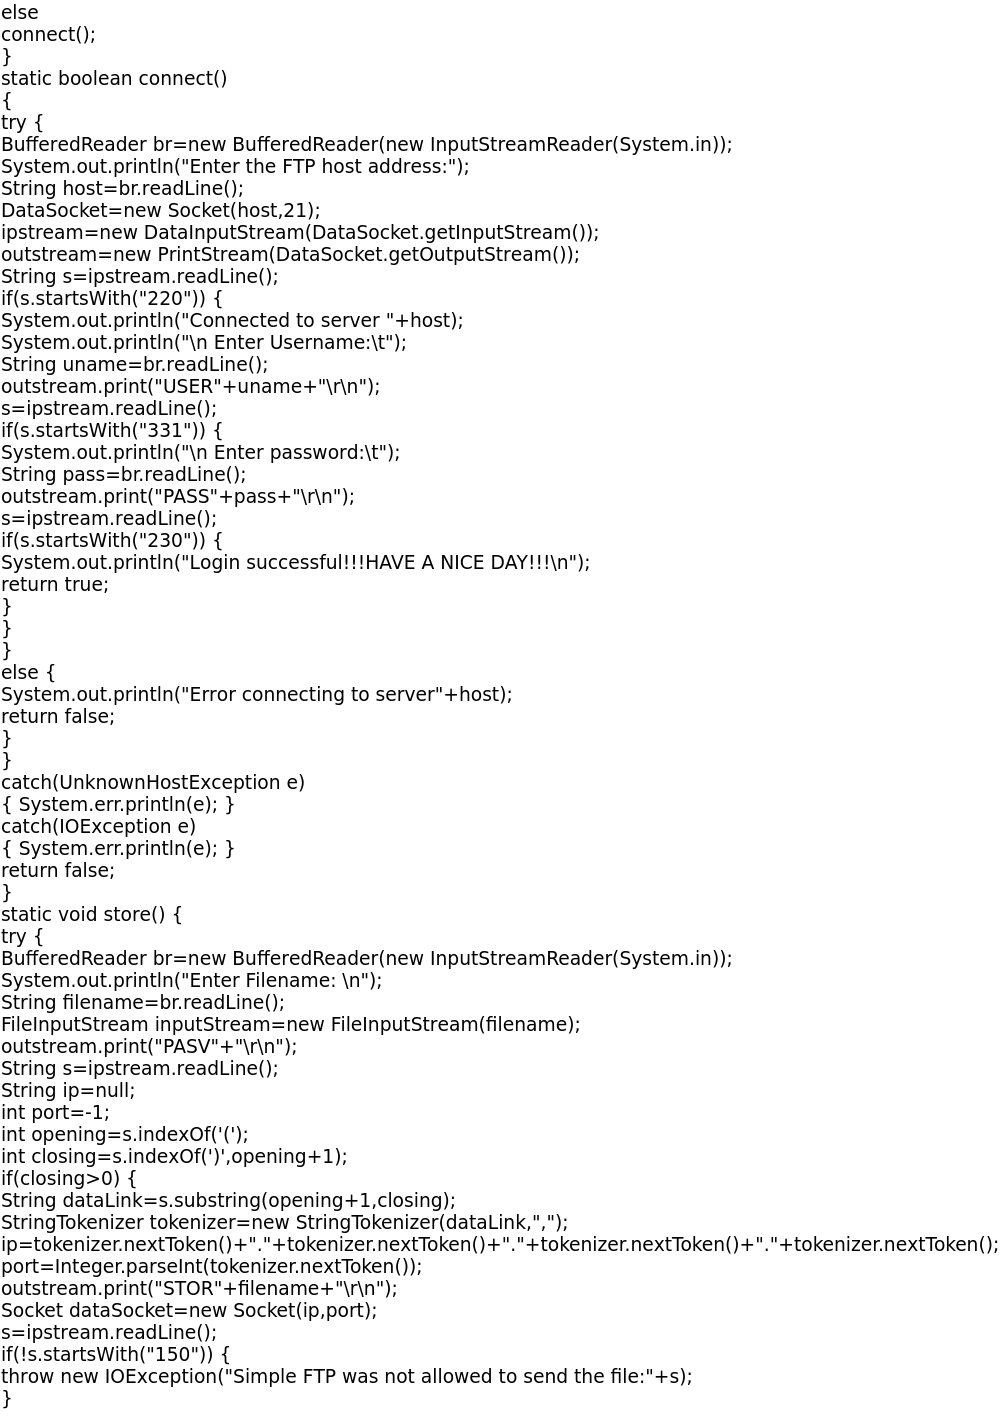 else
connect();
}
static boolean connect()
{
try {
BufferedReader br=new BufferedReader(new InputStreamReader(System.in));
System.out.println("Enter the FTP host address:");
String host=br.readLine();
DataSocket=new Socket(host,21);
ipstream=new DataInputStream(DataSocket.getInputStream());
outstream=new PrintStream(DataSocket.getOutputStream());
String s=ipstream.readLine();
if(s.startsWith("220")) {
System.out.println("Connected to server "+host);
System.out.println("\n Enter Username:\t");
String uname=br.readLine();
outstream.print("USER"+uname+"\r\n");
s=ipstream.readLine();
if(s.startsWith("331")) {
System.out.println("\n Enter password:\t");
String pass=br.readLine();
outstream.print("PASS"+pass+"\r\n");
s=ipstream.readLine();
if(s.startsWith("230")) {
System.out.println("Login successful!!!HAVE A NICE DAY!!!\n");
return true;
}
}
}
else {
System.out.println("Error connecting to server"+host);
return false;
}
}
catch(UnknownHostException e)
{ System.err.println(e); }
catch(IOException e)
{ System.err.println(e); }
return false;
}
static void store() {
try {
BufferedReader br=new BufferedReader(new InputStreamReader(System.in));
System.out.println("Enter Filename: \n");
String filename=br.readLine();
FileInputStream inputStream=new FileInputStream(filename);
outstream.print("PASV"+"\r\n");
String s=ipstream.readLine();
String ip=null;
int port=-1;
int opening=s.indexOf('(');
int closing=s.indexOf(')',opening+1);
if(closing>0) {
String dataLink=s.substring(opening+1,closing);
StringTokenizer tokenizer=new StringTokenizer(dataLink,",");
ip=tokenizer.nextToken()+"."+tokenizer.nextToken()+"."+tokenizer.nextToken()+"."+tokenizer.nextToken();
port=Integer.parseInt(tokenizer.nextToken());
outstream.print("STOR"+filename+"\r\n");
Socket dataSocket=new Socket(ip,port);
s=ipstream.readLine();
if(!s.startsWith("150")) {
throw new IOException("Simple FTP was not allowed to send the file:"+s);
}